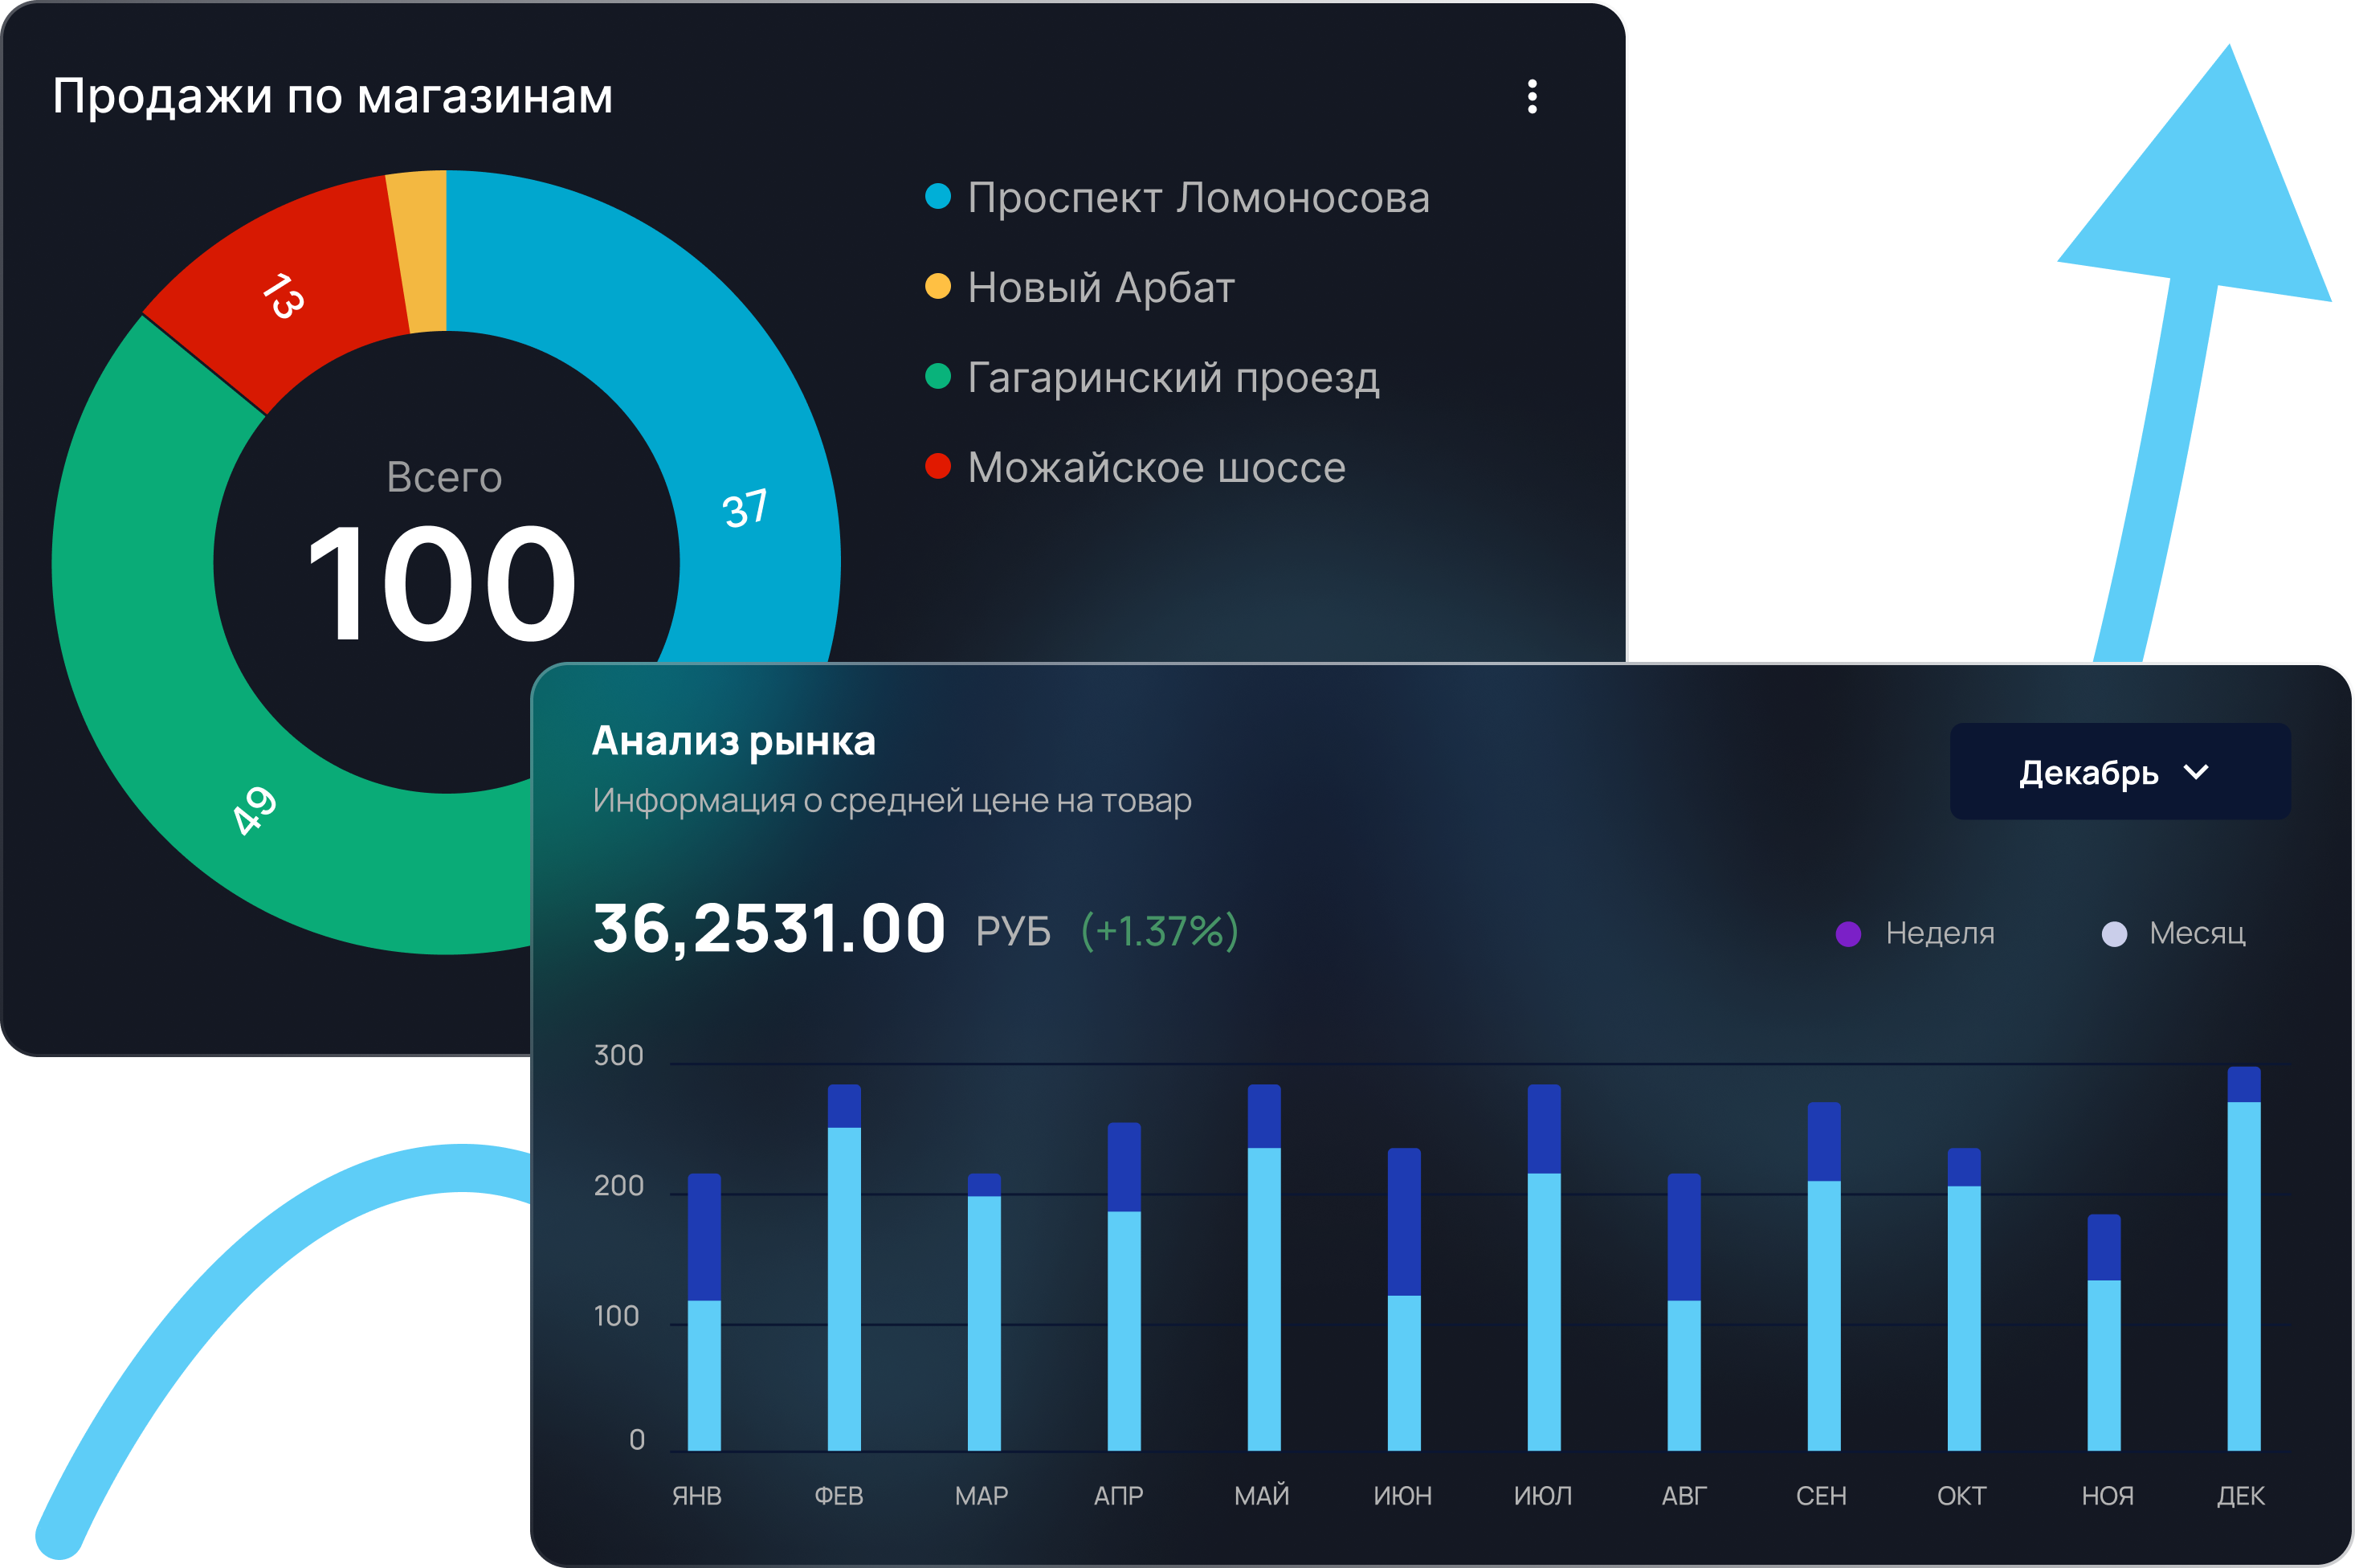 Продажи по магазинам
Проспект Ломоносова
Новый Арбат
Гагаринский проезд
Можайское шоссе
13
37
49
Всего
100
Анализ рынка
Информация о средней цене на товар
Декабрь
36,2531.00 РУБ (+1.37%)
Неделя
Месяц
300
200
100
0
ЯНВ ФЕВ МАР АПР МАЙ ИЮН ИЮЛ АВГ СЕН ОКТ НОЯ ДЕК